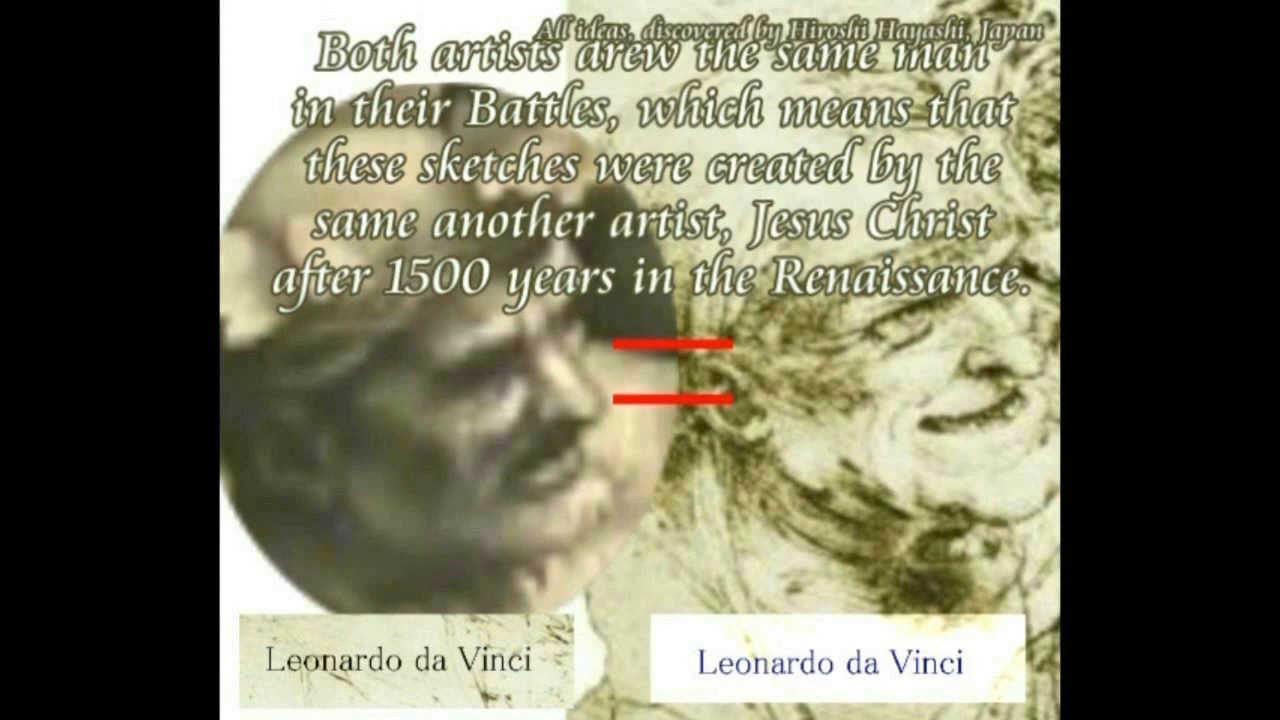 All ideas, discovered by Hiroshi Hayashi, Japan
Both artists drew the same man
in their Battles, which means that
these sketches were created by the
same another artist, Jesus Christ
after 1500 years in the Renaissance.
Leonardo da Vinci
Leonardo da Vinci